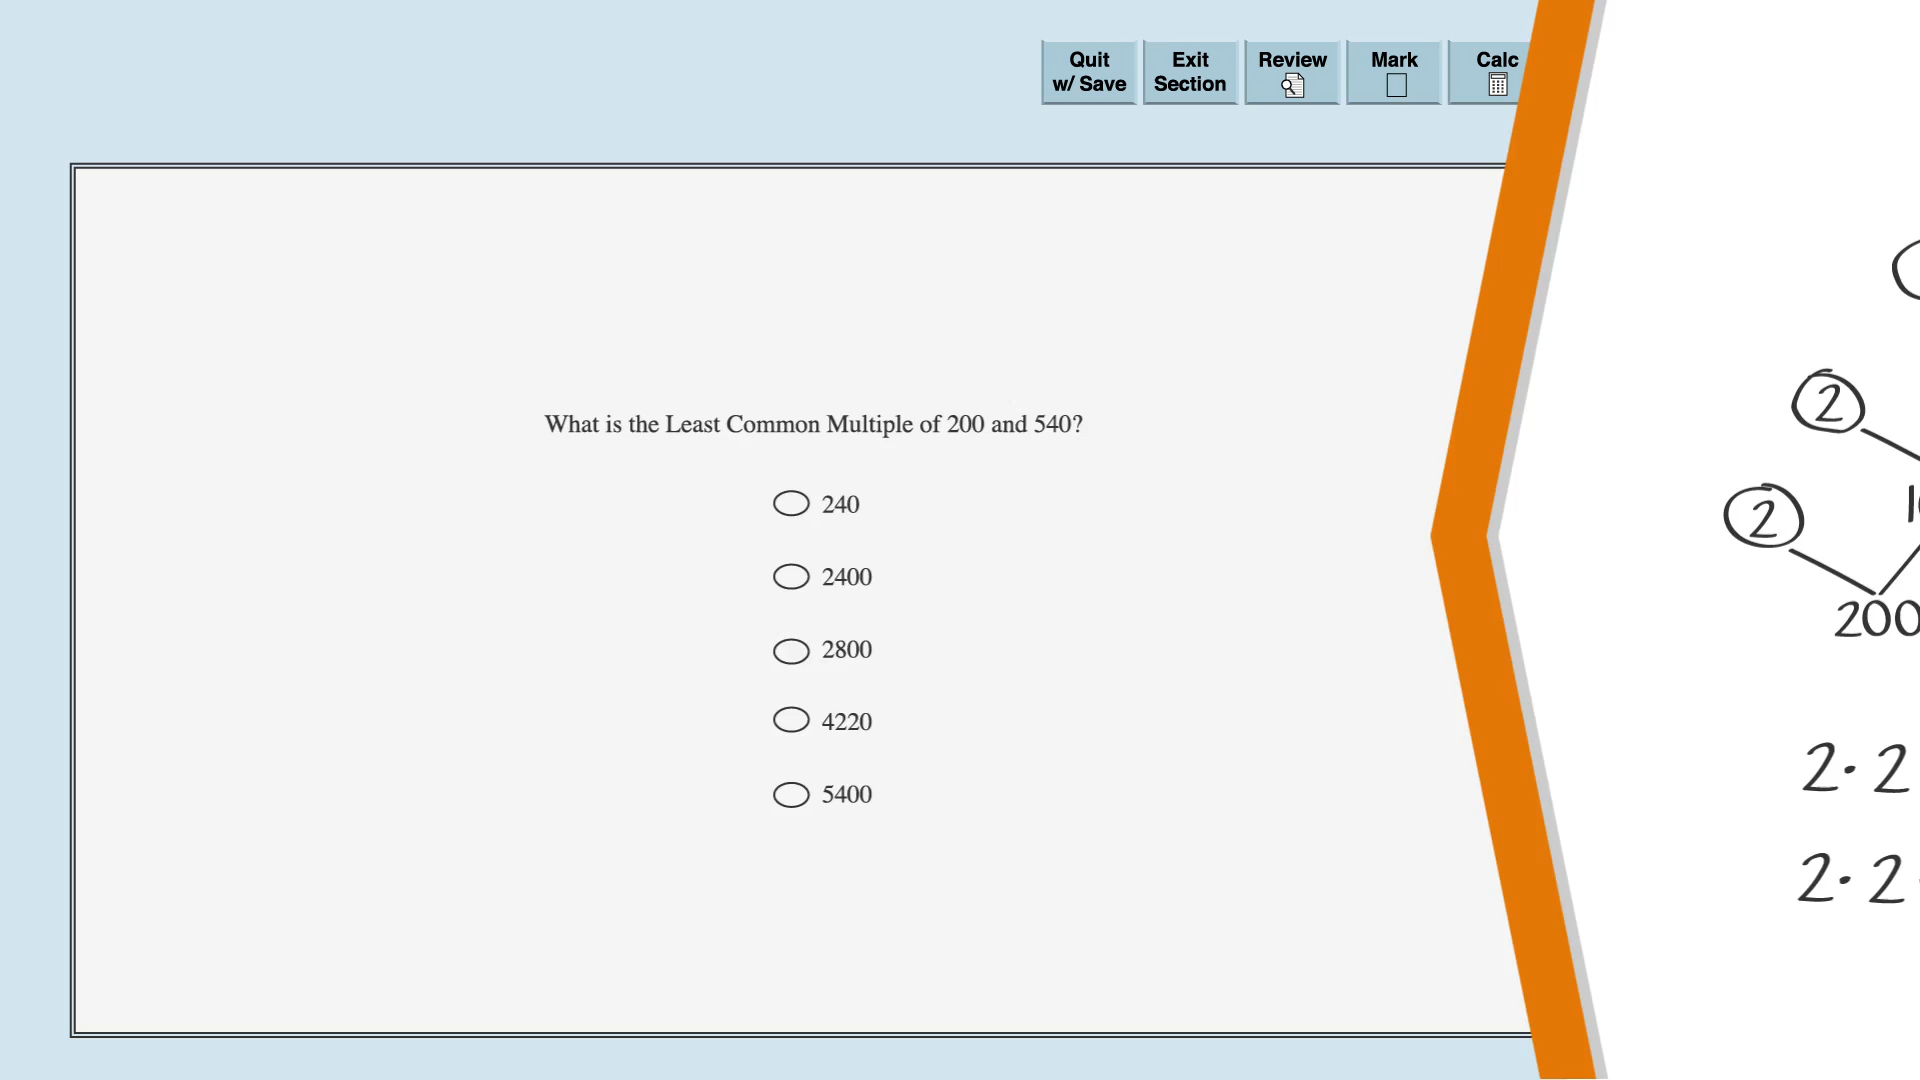 Quit w/ Save
Exit Section
Review
Mark
Calc
What is the Least Common Multiple of 200 and 540?
240
2400
2800
4220
5400
2
2
200
2·2
2·2